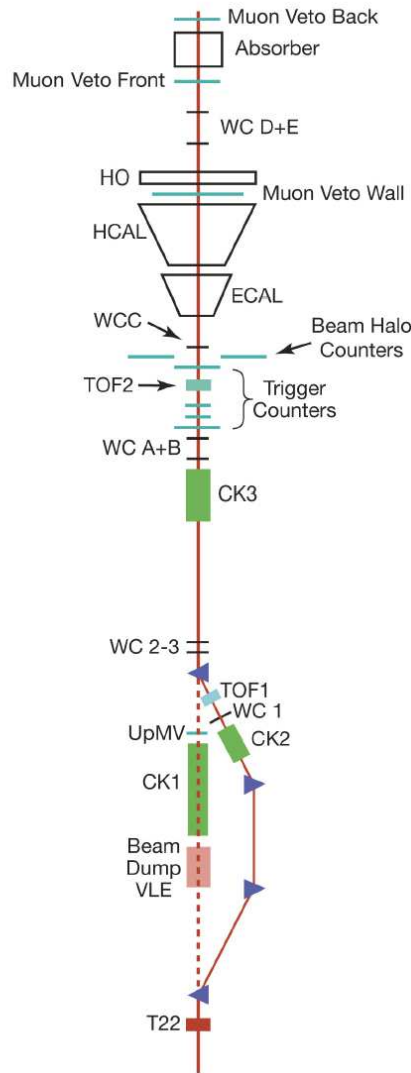 Muon Veto Back
Absorber
Muon Veto Front
WC D+E
HO
Muon Veto Wall
HCAL
ECAL
WCC
Beam Halo
Counters
TOF2
Trigger
Counters
WC A+B
CK3
WC 2-3
TOF1
WC 1
UpMV
CK2
CK1
Beam
Dump
VLE
T22